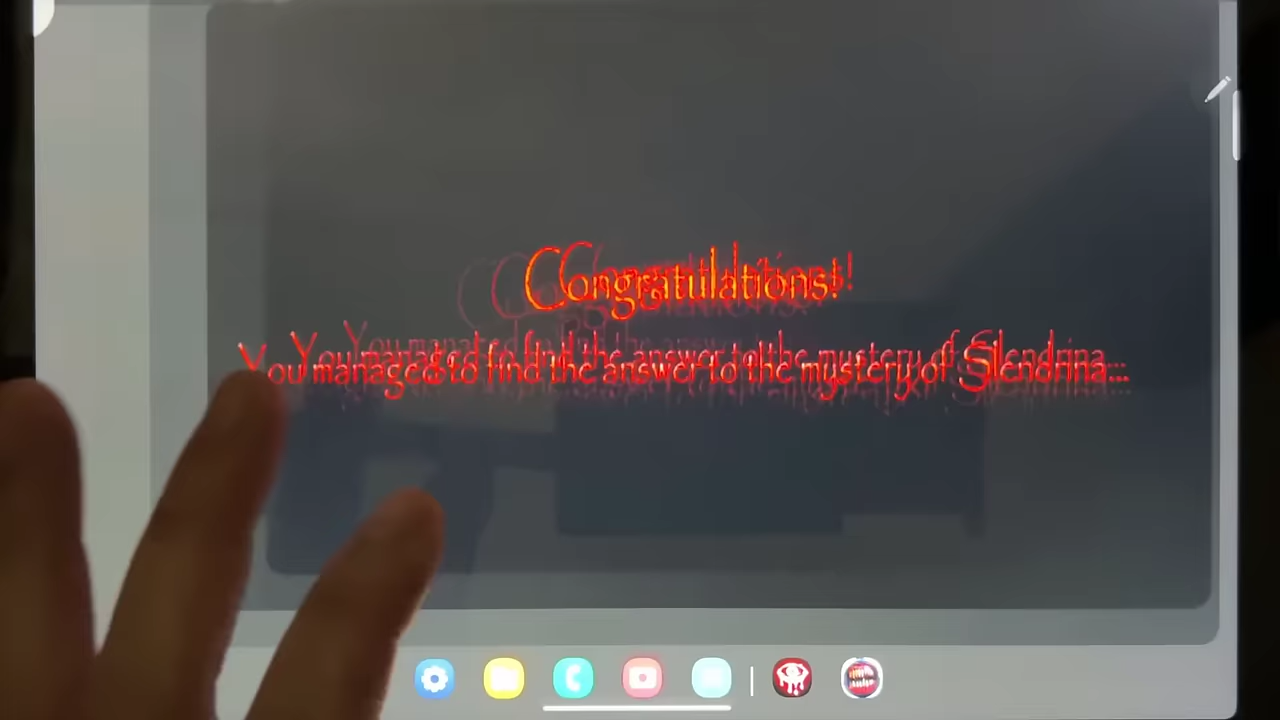 Congratulations!
You managed to find the answer to the mystery of Slendrina...